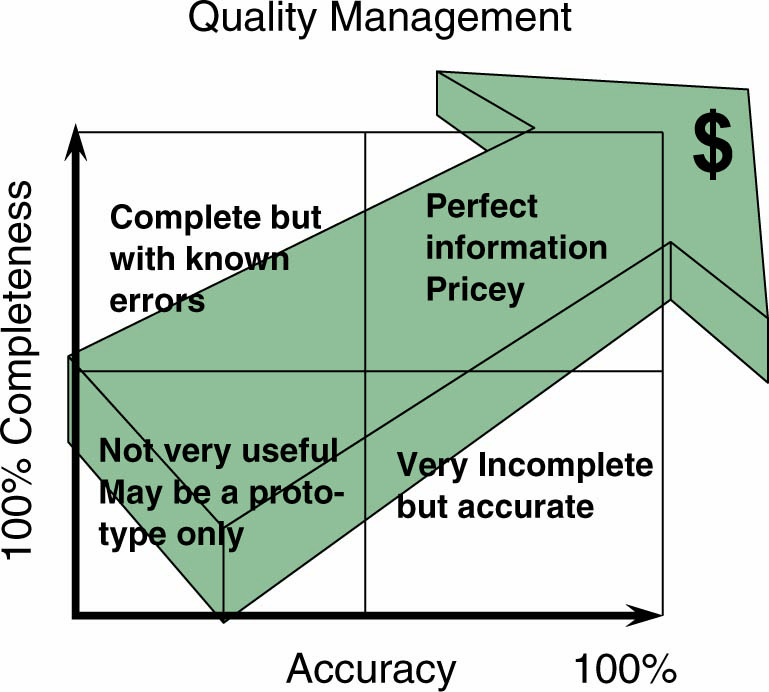 Quality Management
$
100% Completeness
Complete but
with known
errors
Perfect
information
Pricey
Not very useful
May be a proto-
type only
Very Incomplete
but accurate
Accuracy 100%